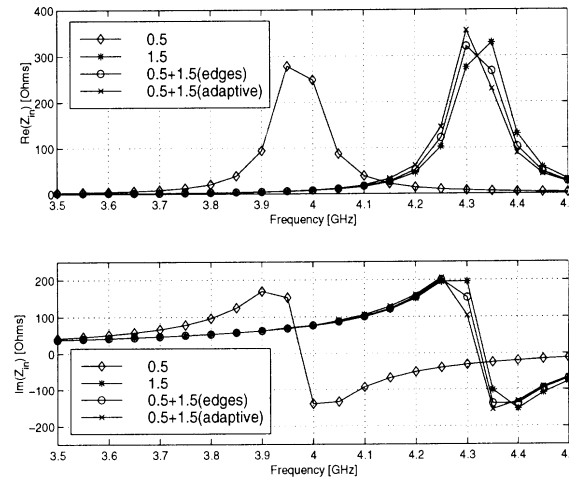 400
300
200
100
0
Re(Z_in) [Ohms]
0.5
1.5
0.5+1.5(edges)
0.5+1.5(adaptive)
3.5 3.6 3.7 3.8 3.9 4 4.1 4.2 4.3 4.4 4.
Frequency [GHz]
200
100
0
-100
-200
Im(Z_in) [Ohms]
0.5
1.5
0.5+1.5(edges)
0.5+1.5(adaptive)
3.5 3.6 3.7 3.8 3.9 4 4.1 4.2 4.3 4.4 4.
Frequency [GHz]